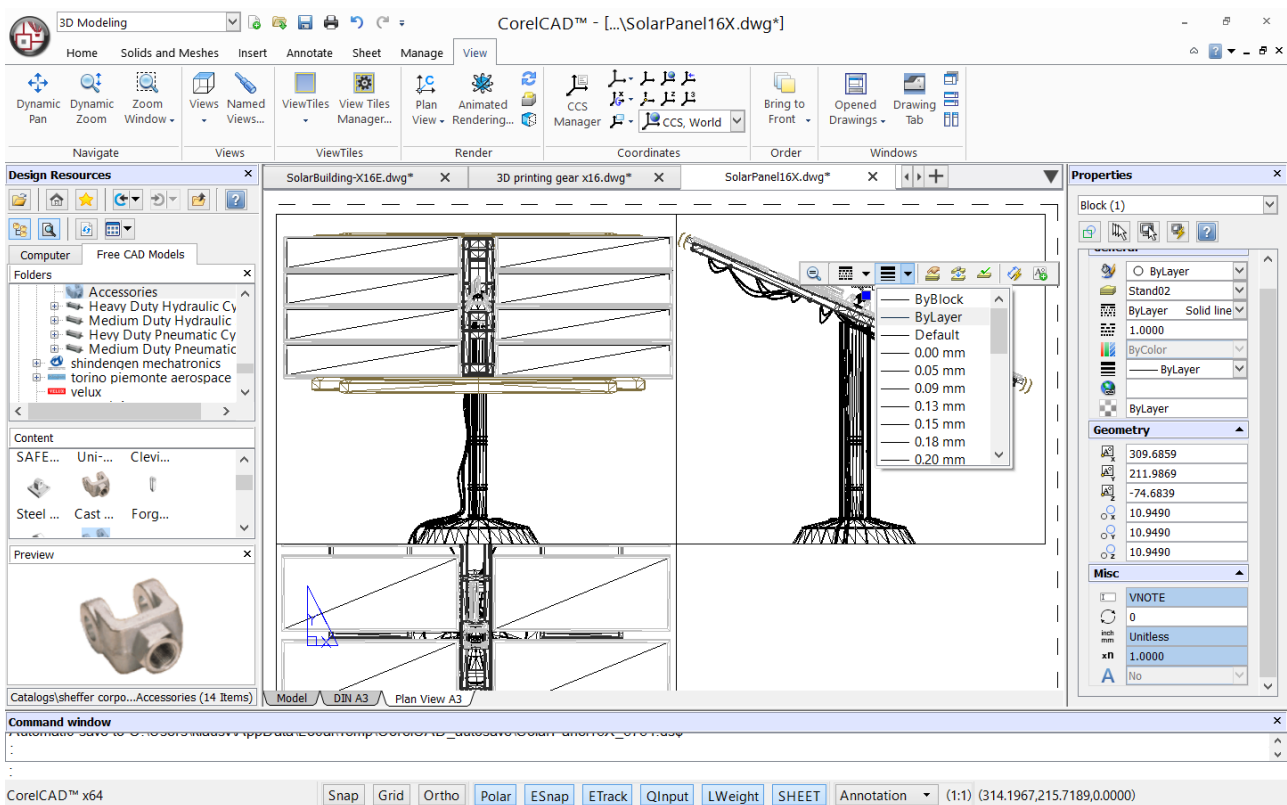 3D Modeling
CorelCAD™ - [...\SolarPanel16X.dwg*]
Home Solids and Meshes Insert Annotate Sheet Manage View
Dynamic Pan
Dynamic Zoom
Zoom Window
Views
Named Views...
ViewTiles
View Tiles Manager...
Plan View
Animated Rendering...
CCS Manager
CCS, World
Bring to Front
Opened Drawings
Drawing Tab
Navigate Views ViewTiles Render Coordinates Order Windows
Design Resources
SolarBuilding-X16E.dwg* 3D printing gear x16.dwg* SolarPanel16X.dwg*
Computer Free CAD Models
Folders
Accessories
Heavy Duty Hydraulic Cy
Medium Duty Hydraulic
Hevy Duty Pneumatic Cy
Medium Duty Pneumatic
shindengen mechatronics
torino piemonte aerospace
velux
Content
SAFE... Uni-... Clevi...
Steel ... Cast ... Forg...
Preview
Catalogs\sheffer corpo...Accessories (14 Items)
ByBlock
ByLayer
Default
0.00 mm
0.05 mm
0.09 mm
0.13 mm
0.15 mm
0.18 mm
0.20 mm
Y
X
Model DIN A3 Plan View A3
Properties
Block (1)
General
ByLayer
Stand02
ByLayer Solid line
1.0000
ByColor
ByLayer
ByLayer
Geometry
309.6859
211.9869
-74.6839
10.9490
10.9490
10.9490
Misc
VNOTE
0
Unitless
1.0000
No
Command window
:
:
CorelCAD™ x64
Snap Grid Ortho Polar ESnap ETrack QInput LWeight SHEET Annotation (1:1) (314.1967,215.7189,0.0000)